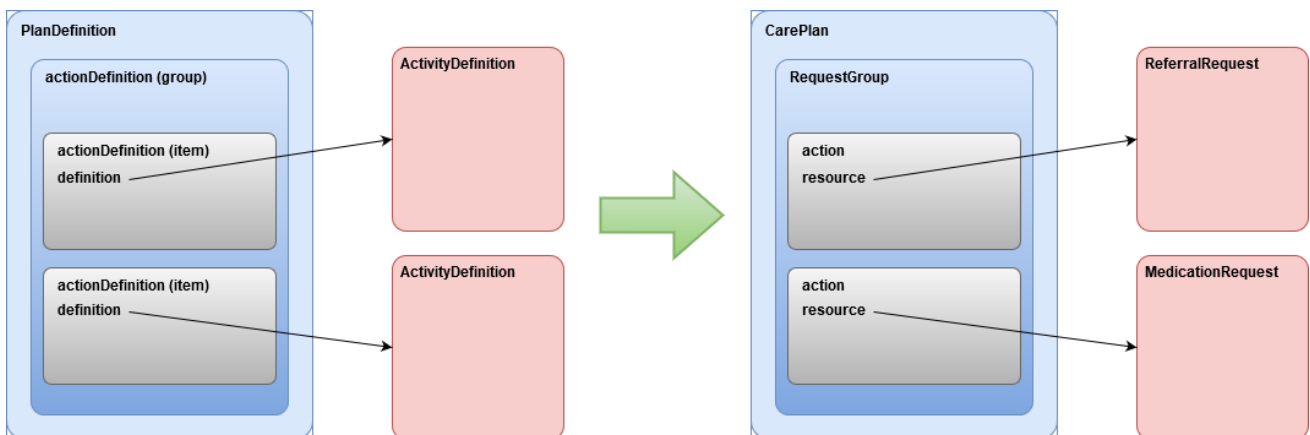 PlanDefinition
actionDefinition (group)
actionDefinition (item)
definition
actionDefinition (item)
definition
ActivityDefinition
ActivityDefinition
CarePlan
RequestGroup
action
resource
action
resource
ReferralRequest
MedicationRequest